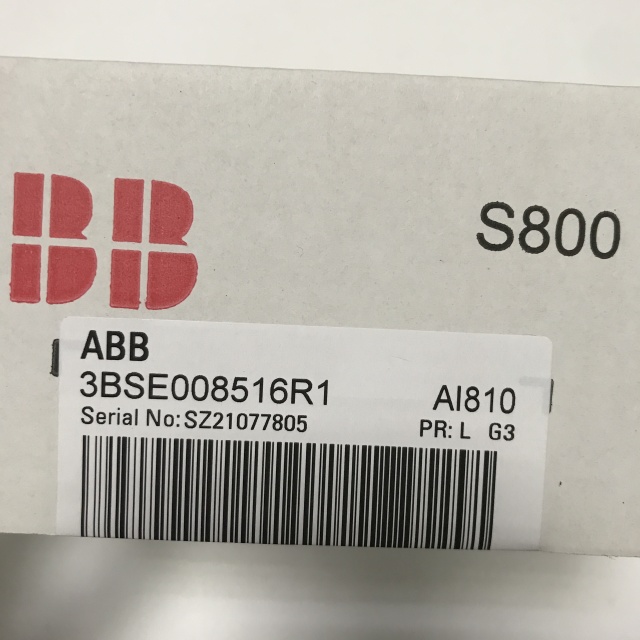 BB
S800
ABB
3BSE008516R1 AI810
Serial No:SZ21077805 PR: L G3